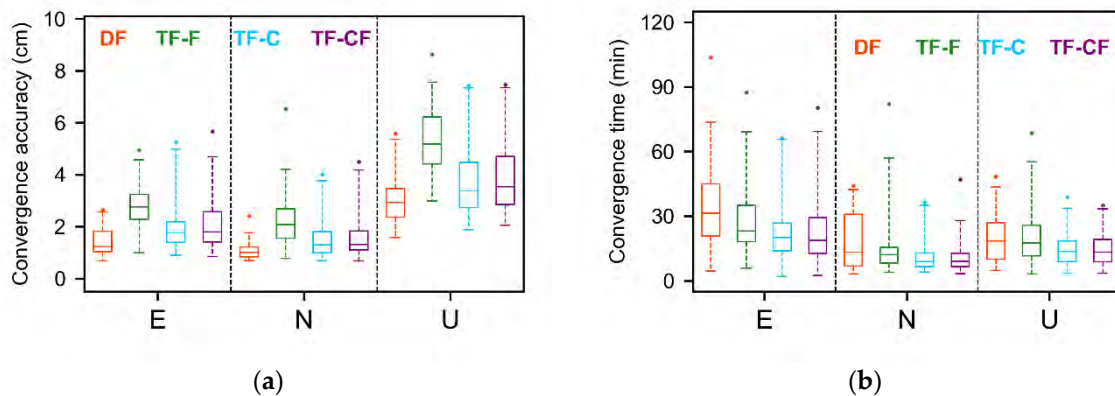 Convergence accuracy (cm)
10
8
6
4
2
0
DF TF-F TF-C TF-CF
E N U
(a)
Convergence time (min)
120
90
60
30
0
DF TF-F TF-C TF-CF
E N U
(b)